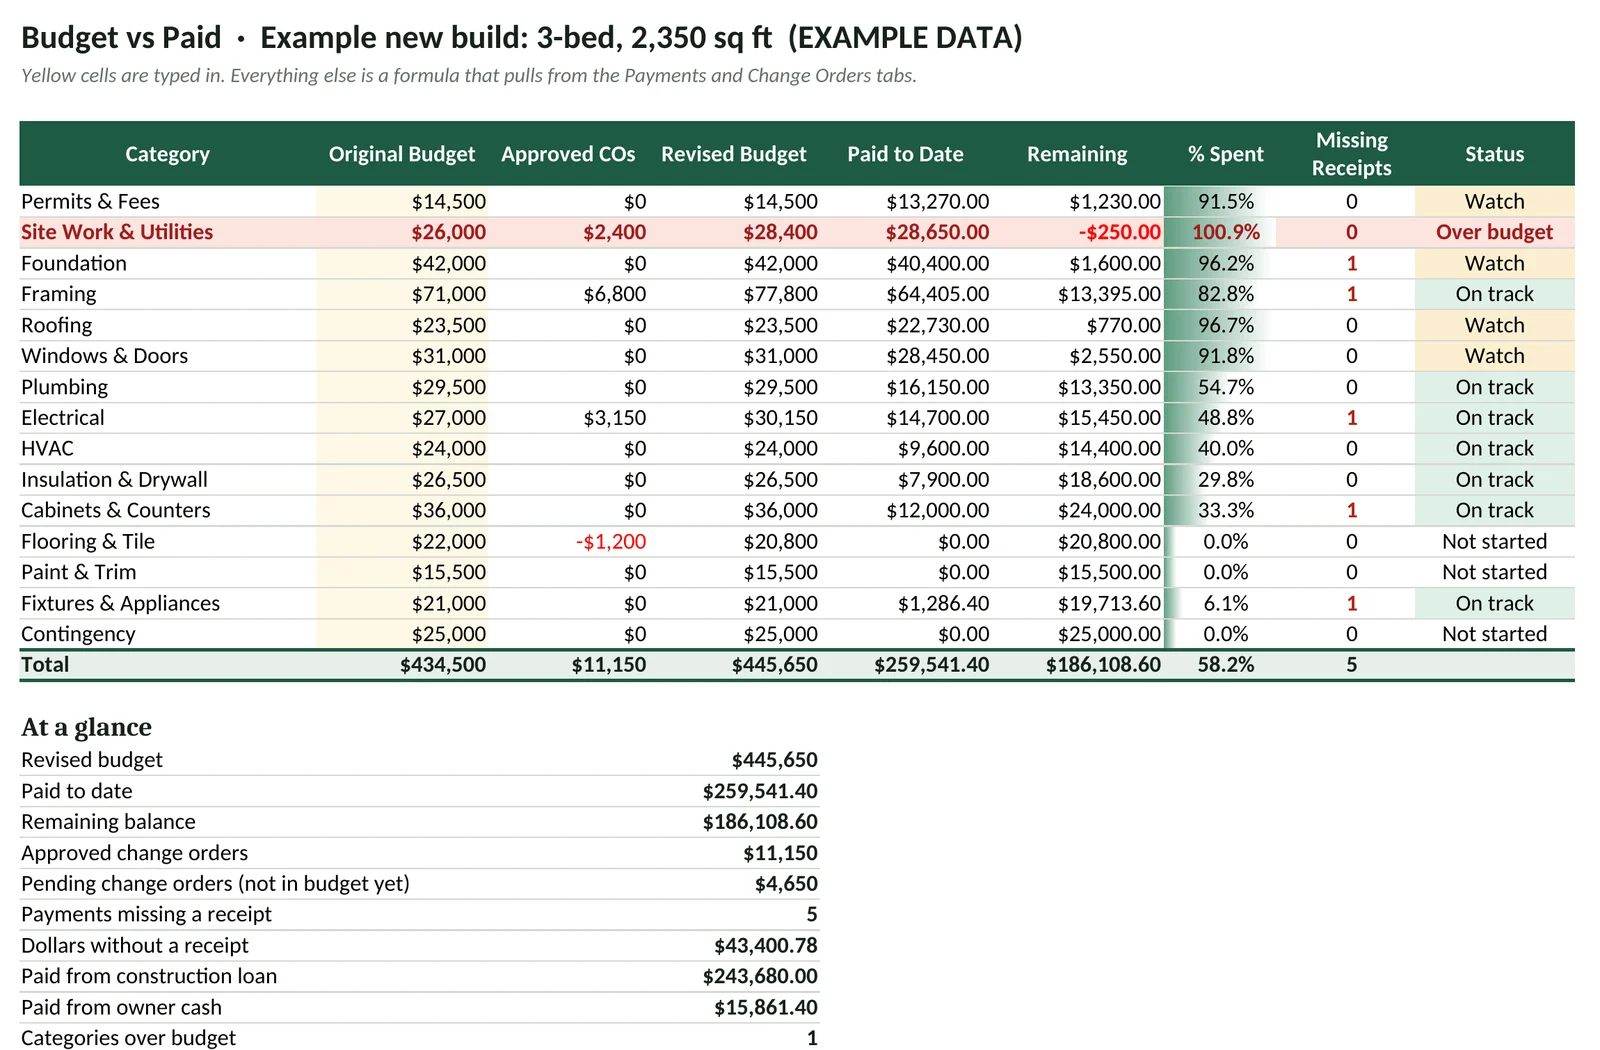 Budget vs Paid · Example new build: 3-bed, 2,350 sq ft (EXAMPLE DATA)
Yellow cells are typed in. Everything else is a formula that pulls from the Payments and Change Orders tabs.
Category Original Budget Approved COs Revised Budget Paid to Date Remaining % Spent Missing Receipts Status
Permits & Fees $14,500 $0 $14,500 $13,270.00 $1,230.00 91.5% 0 Watch
Site Work & Utilities $26,000 $2,400 $28,400 $28,650.00 -$250.00 100.9% 0 Over budget
Foundation $42,000 $0 $42,000 $40,400.00 $1,600.00 96.2% 1 Watch
Framing $71,000 $6,800 $77,800 $64,405.00 $13,395.00 82.8% 1 On track
Roofing $23,500 $0 $23,500 $22,730.00 $770.00 96.7% 0 Watch
Windows & Doors $31,000 $0 $31,000 $28,450.00 $2,550.00 91.8% 0 Watch
Plumbing $29,500 $0 $29,500 $16,150.00 $13,350.00 54.7% 0 On track
Electrical $27,000 $3,150 $30,150 $14,700.00 $15,450.00 48.8% 1 On track
HVAC $24,000 $0 $24,000 $9,600.00 $14,400.00 40.0% 0 On track
Insulation & Drywall $26,500 $0 $26,500 $7,900.00 $18,600.00 29.8% 0 On track
Cabinets & Counters $36,000 $0 $36,000 $12,000.00 $24,000.00 33.3% 1 On track
Flooring & Tile $22,000 -$1,200 $20,800 $0.00 $20,800.00 0.0% 0 Not started
Paint & Trim $15,500 $0 $15,500 $0.00 $15,500.00 0.0% 0 Not started
Fixtures & Appliances $21,000 $0 $21,000 $1,286.40 $19,713.60 6.1% 1 On track
Contingency $25,000 $0 $25,000 $0.00 $25,000.00 0.0% 0 Not started
Total $434,500 $11,150 $445,650 $259,541.40 $186,108.60 58.2% 5
At a glance
Revised budget $445,650
Paid to date $259,541.40
Remaining balance $186,108.60
Approved change orders $11,150
Pending change orders (not in budget yet) $4,650
Payments missing a receipt 5
Dollars without a receipt $43,400.78
Paid from construction loan $243,680.00
Paid from owner cash $15,861.40
Categories over budget 1